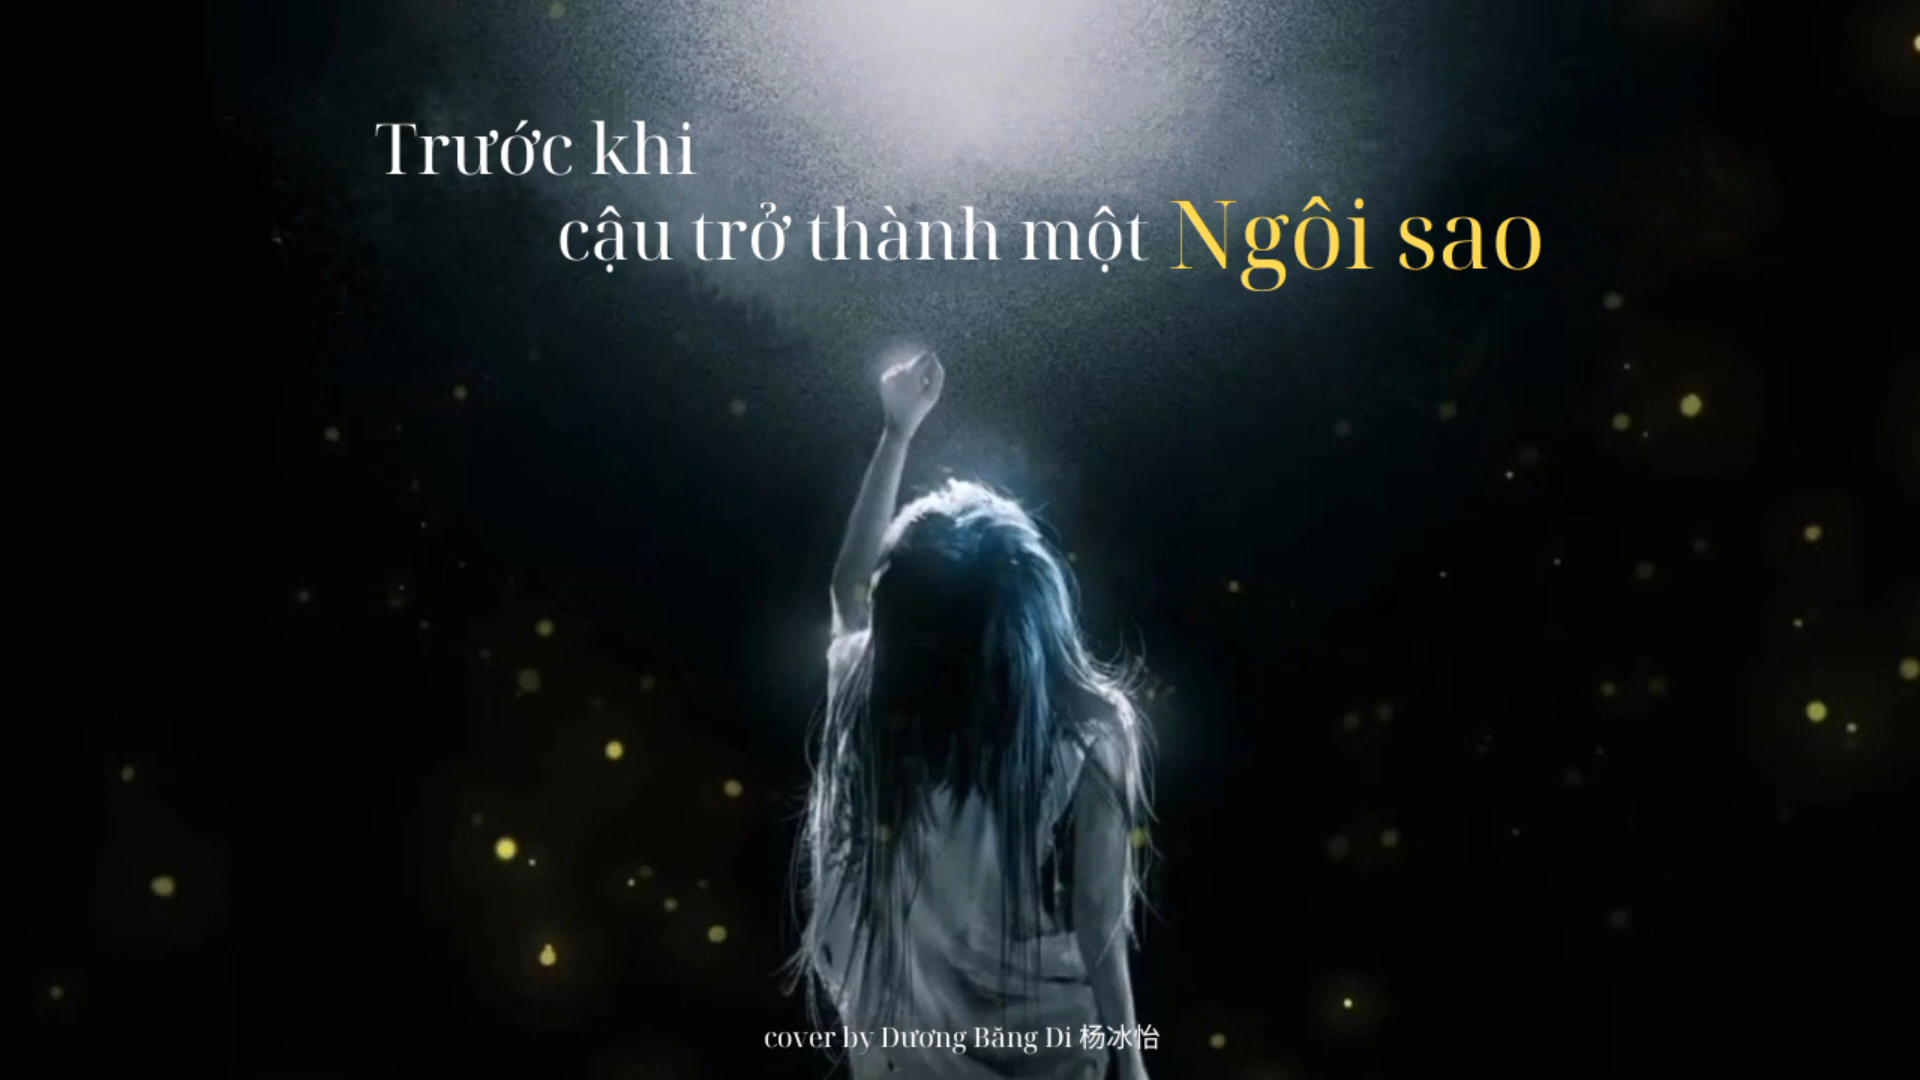 Trước khi
cậu trở thành một Ngôi sao
cover by Dương Băng Di 杨冰怡